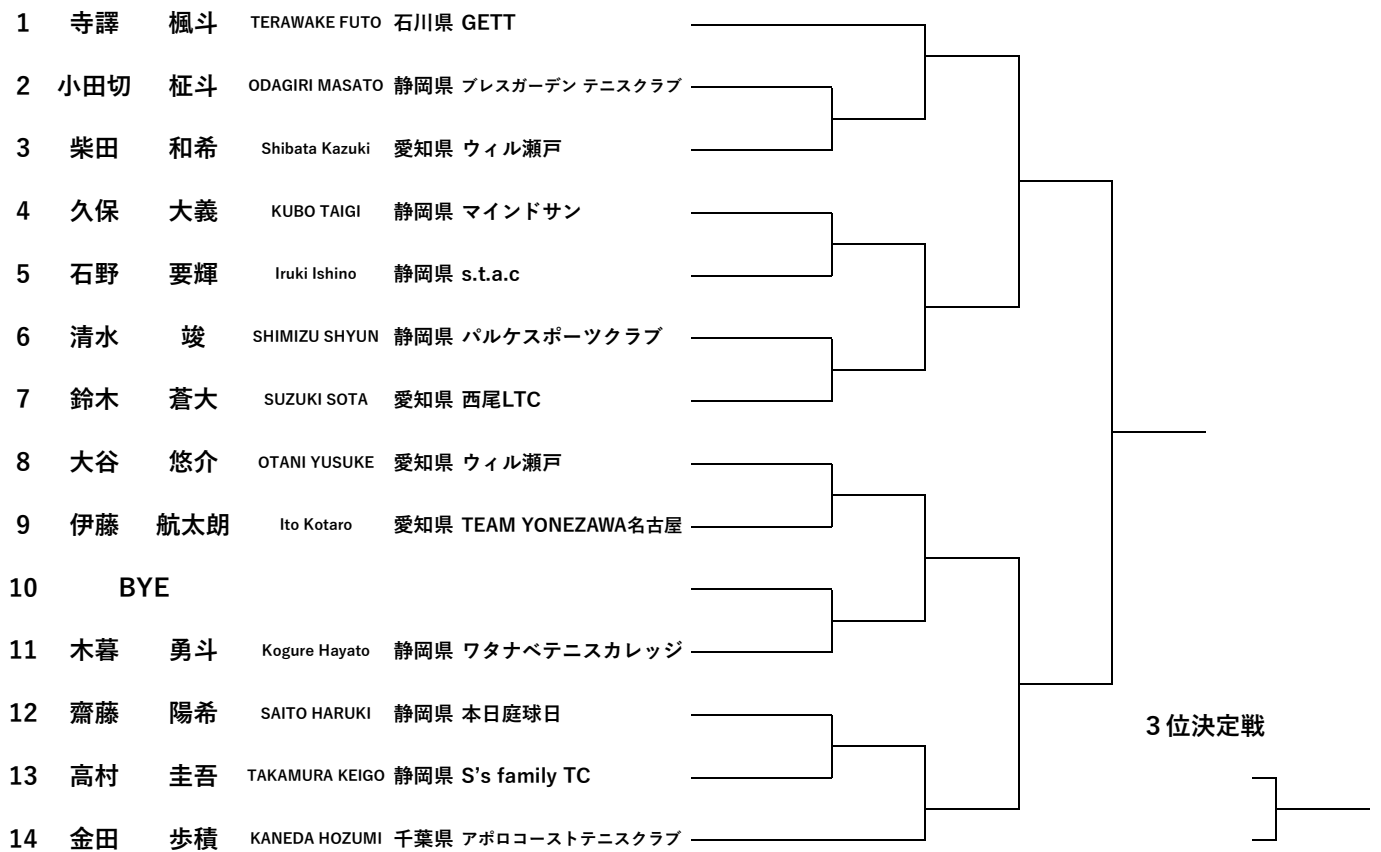 1 寺譯 楓斗 TERAWAKE FUTO 石川県 GETT
2 小田切 柾斗 ODAGIRI MASATO 静岡県 ブレスガーデン テニスクラブ
3 柴田 和希 Shibata Kazuki 愛知県 ウィル瀬戸
4 久保 大義 KUBO TAIGI 静岡県 マインドサン
5 石野 要輝 Iruki Ishino 静岡県 s.t.a.c
6 清水 竣 SHIMIZU SHYUN 静岡県 パルケスポーツクラブ
7 鈴木 蒼大 SUZUKI SOTA 愛知県 西尾LTC
8 大谷 悠介 OTANI YUSUKE 愛知県 ウィル瀬戸
9 伊藤 航太朗 Ito Kotaro 愛知県 TEAM YONEZAWA名古屋
10 BYE
11 木暮 勇斗 Kogure Hayato 静岡県 ワタナベテニスカレッジ
12 齋藤 陽希 SAITO HARUKI 静岡県 本日庭球日
３位決定戦
13 高村 圭吾 TAKAMURA KEIGO 静岡県 S’s family TC
14 金田 歩積 KANEDA HOZUMI 千葉県 アポロコーストテニスクラブ